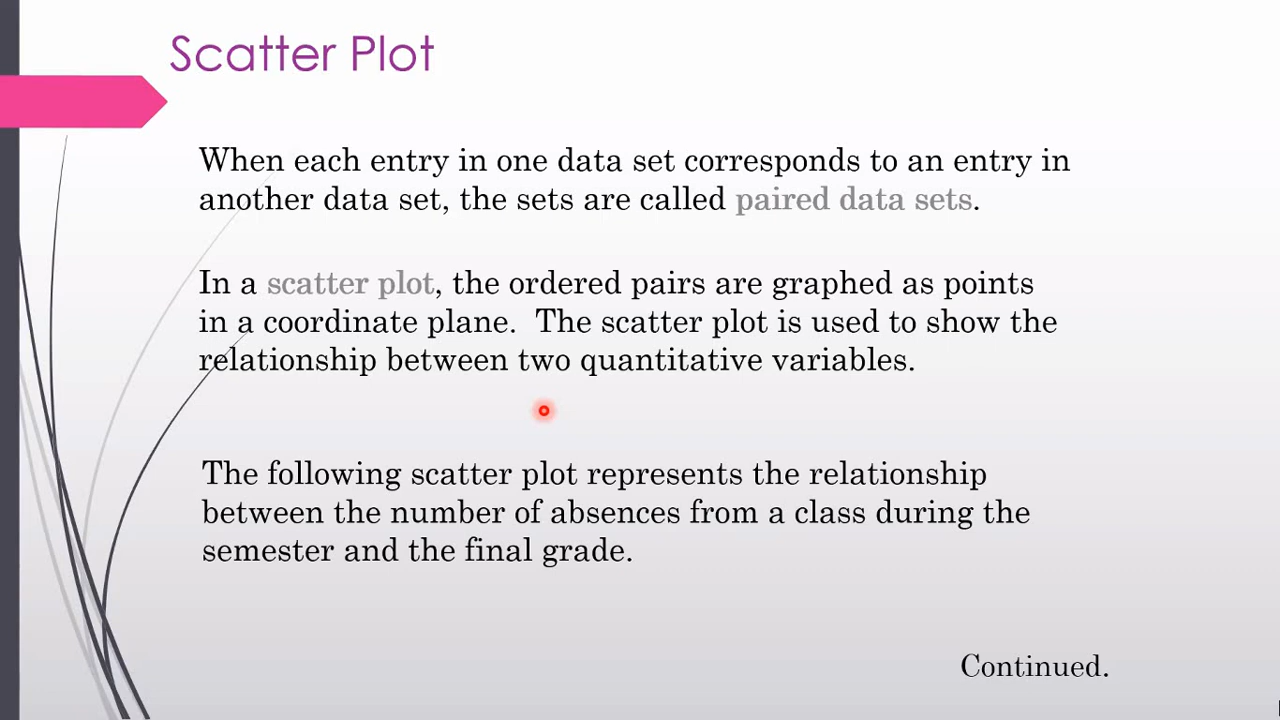 Scatter Plot
When each entry in one data set corresponds to an entry in
another data set, the sets are called paired data sets.
In a scatter plot, the ordered pairs are graphed as points
in a coordinate plane.  The scatter plot is used to show the
relationship between two quantitative variables.
The following scatter plot represents the relationship
between the number of absences from a class during the
semester and the final grade.
Continued.